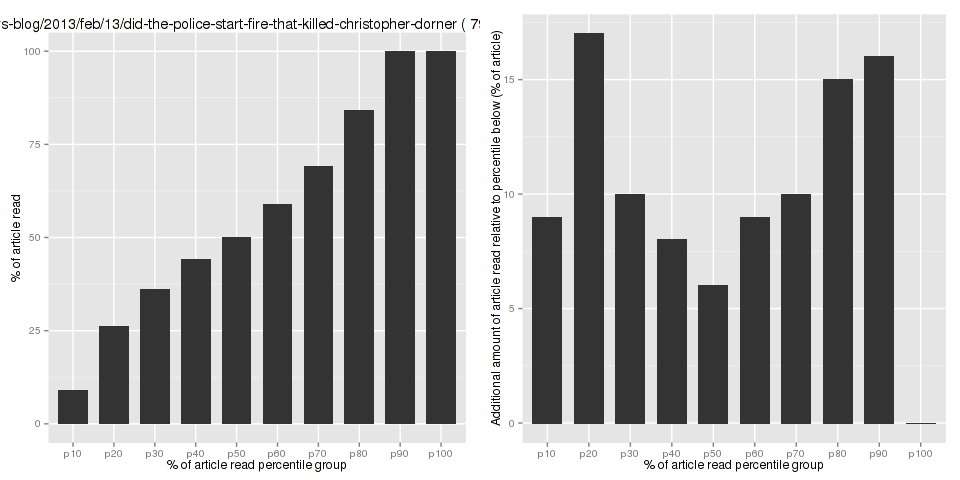 s-blog/2013/feb/13/did-the-police-start-fire-that-killed-christopher-dorner ( 79
100
75
50
25
0
% of article read
p10 p20 p30 p40 p50 p60 p70 p80 p90 p100
% of article read percentile group
15
10
5
0
Additional amount of article read relative to percentile below (% of article)
p10 p20 p30 p40 p50 p60 p70 p80 p90 p100
% of article read percentile group